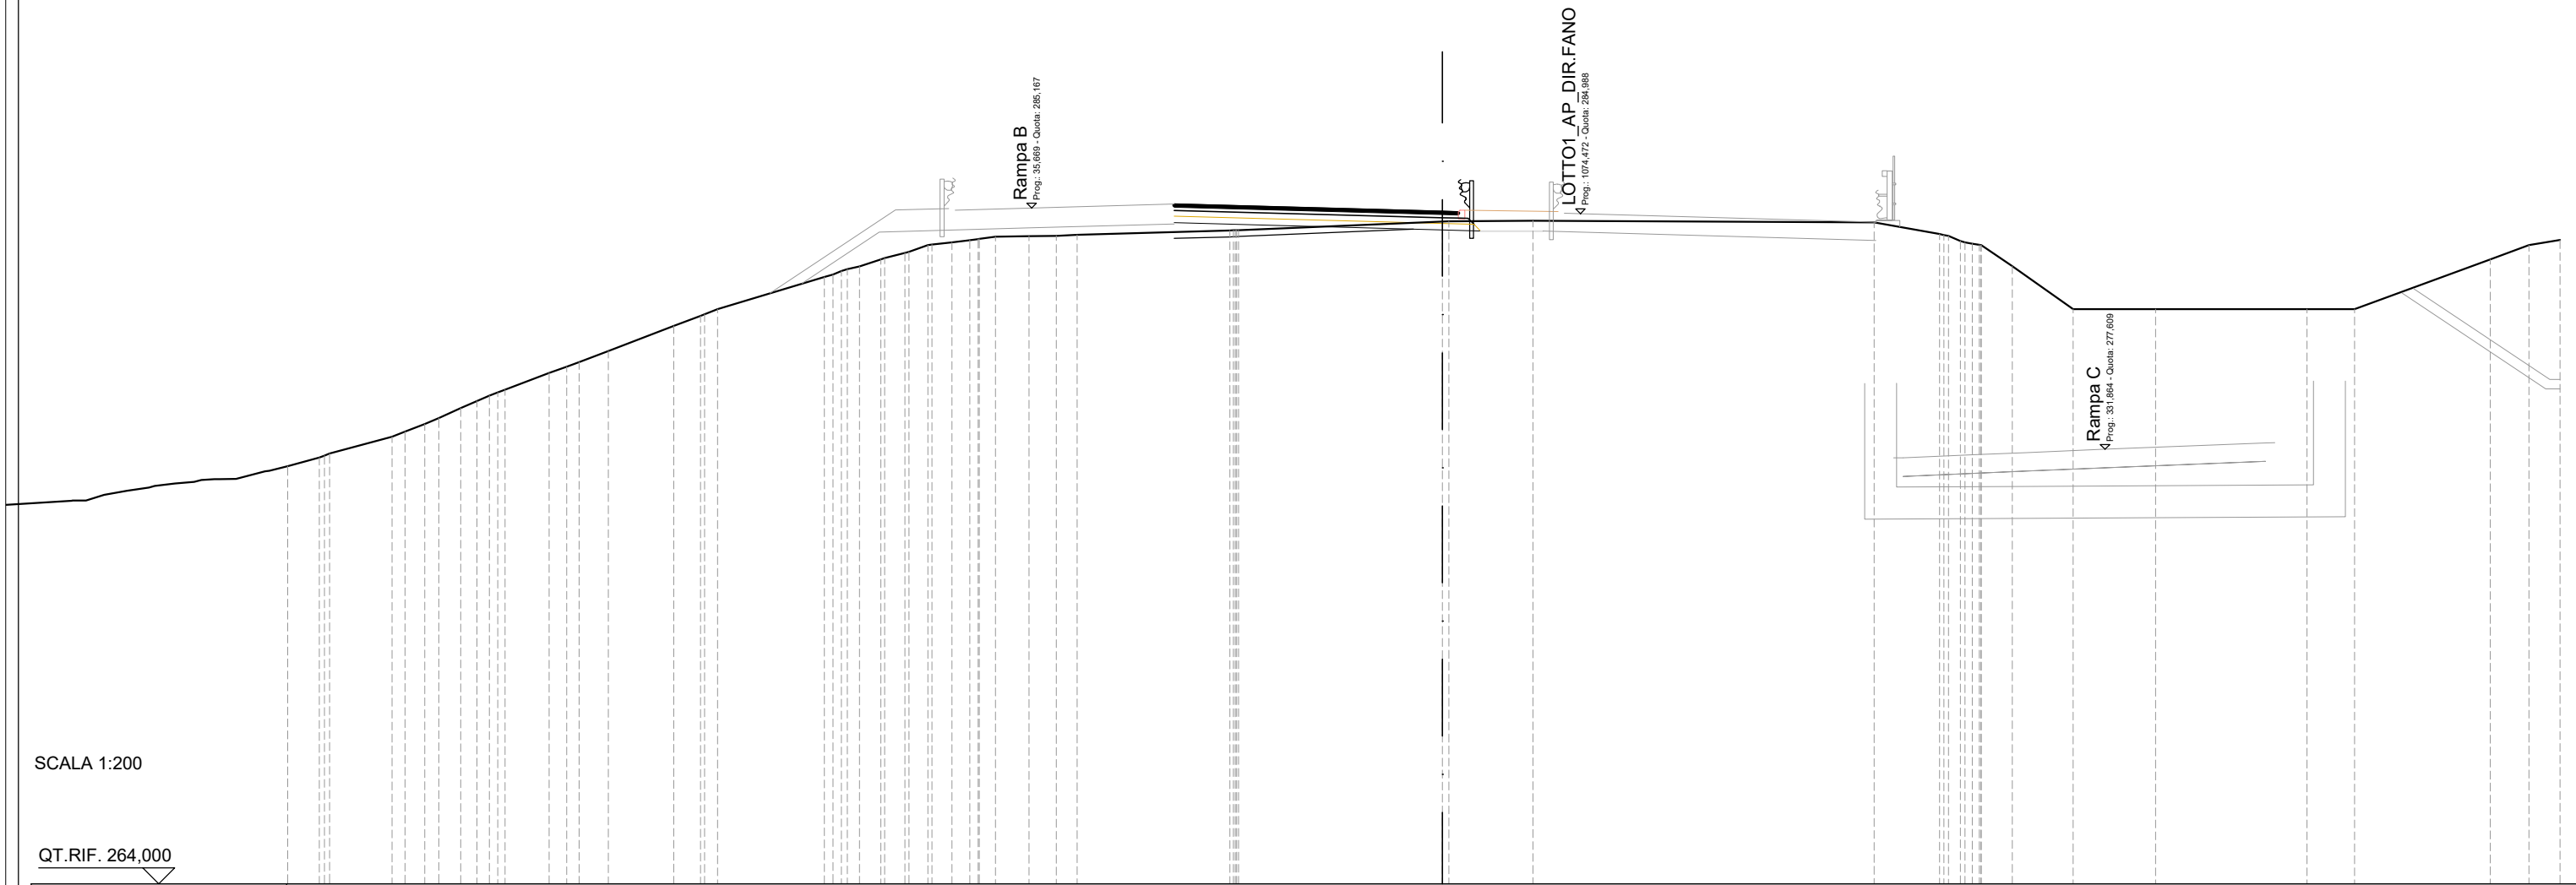 Rampa B
Prog.: 35,669 - Quota: 285,167
LOTTO1_AP_DIR.FANO
Prog.: 1074,472 - Quota: 284,988
Rampa C
Prog.: 331,864 - Quota: 277,609
SCALA 1:200
QT.RIF. 264,000